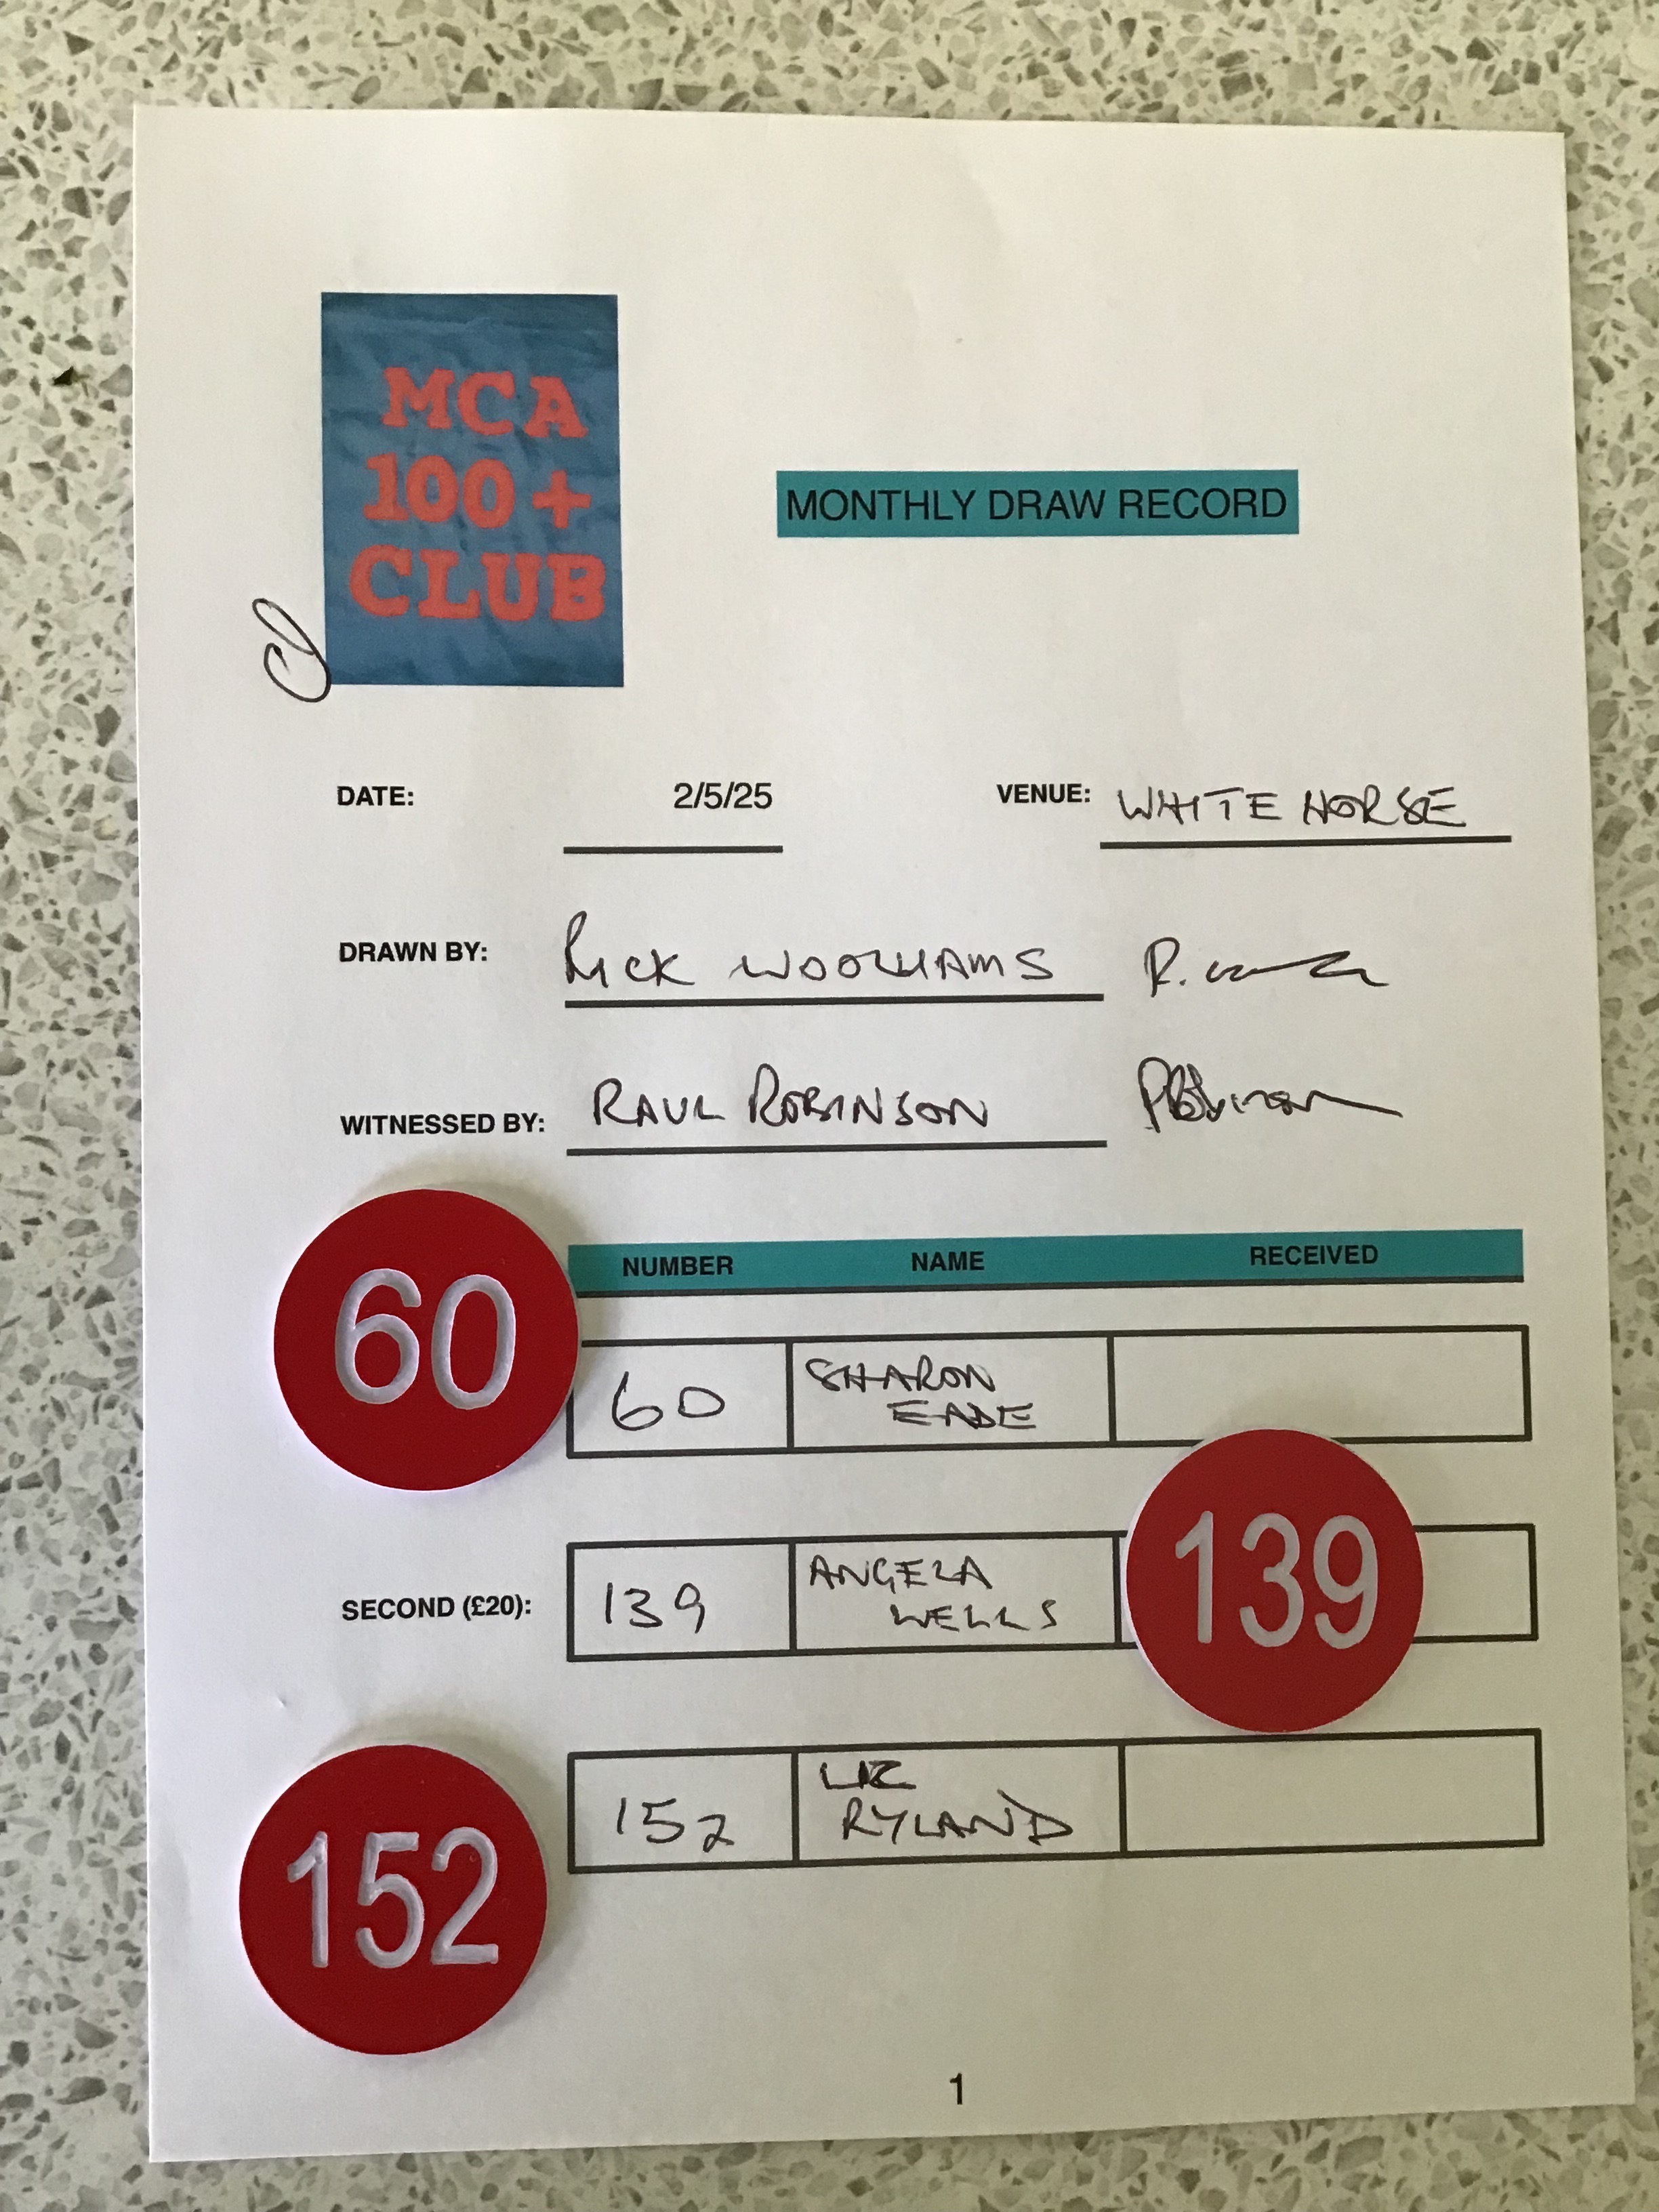 MCA
100+
CLUB
MONTHLY DRAW RECORD
DATE: 2/5/25 VENUE: WHITE HORSE
DRAWN BY: RICK WOOLLIAMS R.
WITNESSED BY: RAUL ROBINSON PRobinson
60
NUMBER NAME RECEIVED
60 SHARON
EADE
139
SECOND (£20): 139 ANGELA
WELLS
152
152 LIZ
RYLAND
1